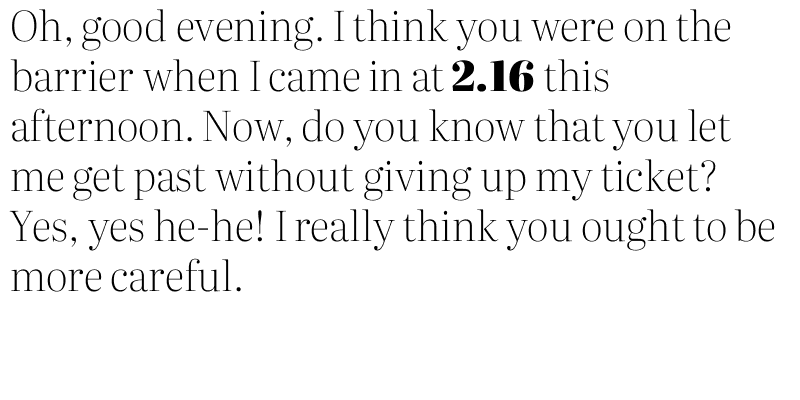 Oh, good evening. I think you were on the
barrier when I came in at 2.16 this
afternoon. Now, do you know that you let
me get past without giving up my ticket?
Yes, yes he-he! I really think you ought to be
more careful.